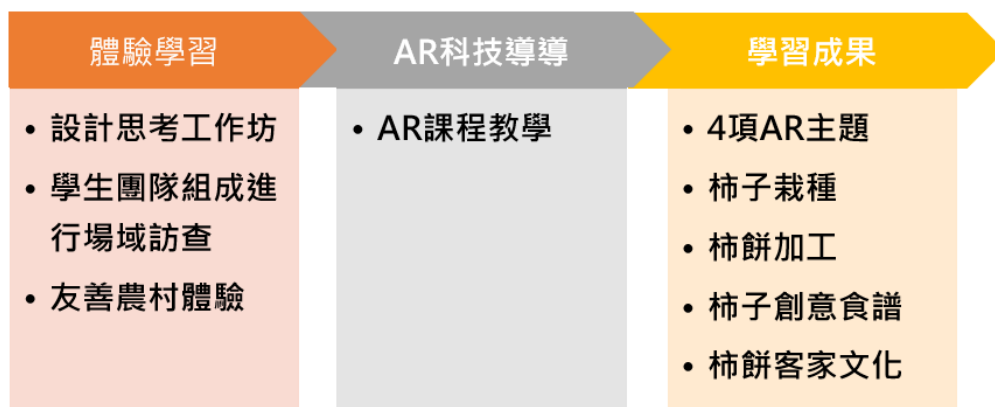 體驗學習
AR科技導導
學習成果
• 設計思考工作坊
• 學生團隊組成進
行場域訪查
• 友善農村體驗
• AR課程教學
• 4項AR主題
• 柿子栽種
• 柿餅加工
• 柿子創意食譜
• 柿餅客家文化